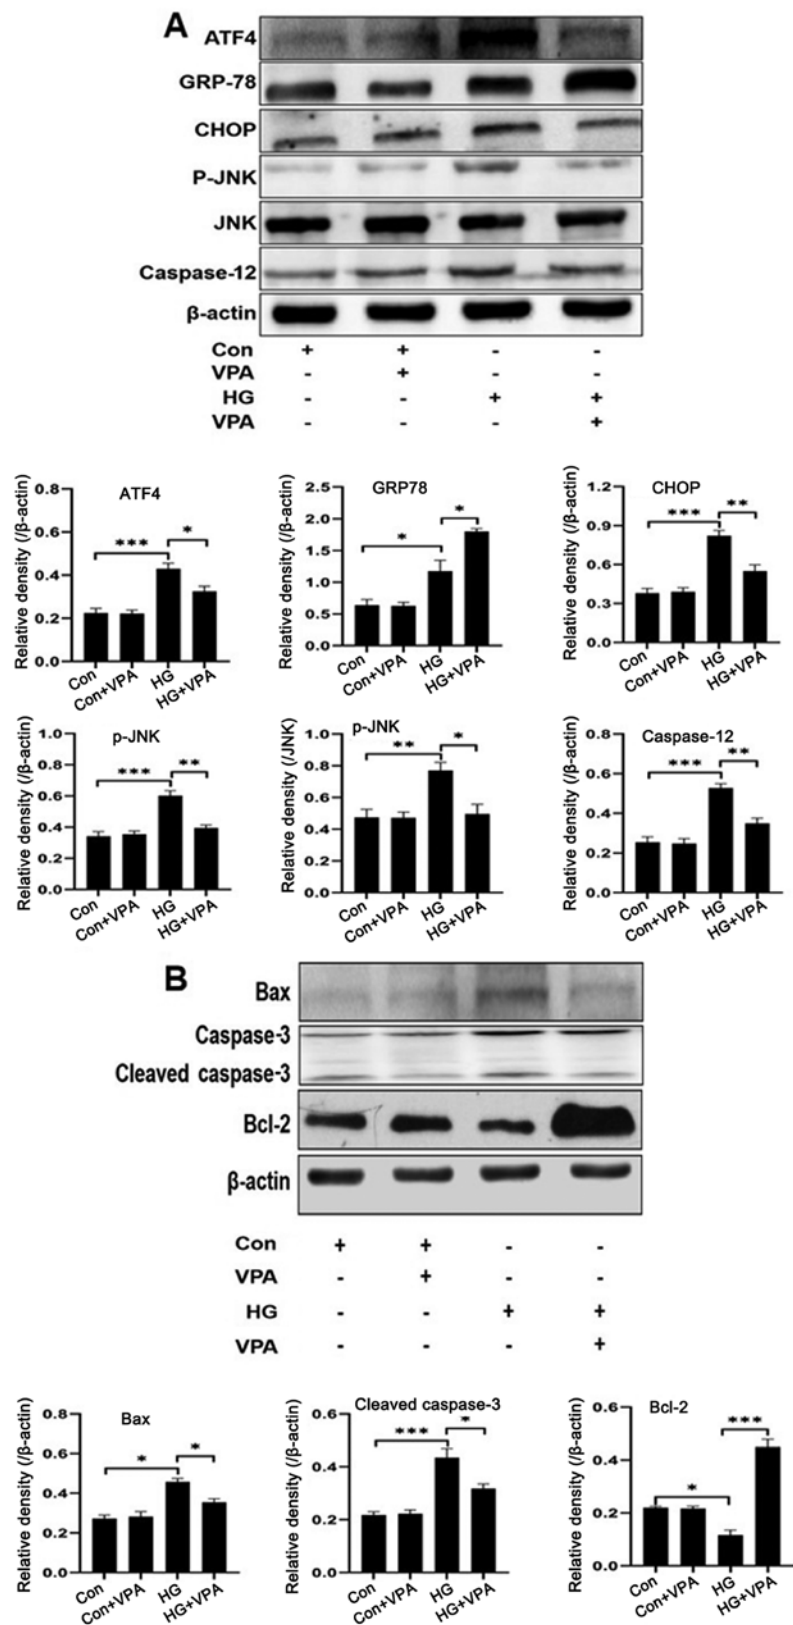 A
ATF4
GRP-78
CHOP
P-JNK
JNK
Caspase-12
β-actin
Con + + - -
VPA - + - -
HG - - + +
VPA - - - +
ATF4
Relative density (/β-actin)
0.8
0.6
0.4
0.2
0.0
*** *
Con Con+VPA HG HG+VPA
GRP78
Relative density (/β-actin)
2.5
2.0
1.5
1.0
0.5
0.0
* *
Con Con+VPA HG HG+VPA
CHOP
Relative density (/β-actin)
1.2
0.9
0.6
0.3
0.0
*** **
Con Con+VPA HG HG+VPA
p-JNK
Relative density (/β-actin)
1.0
0.8
0.6
0.4
0.2
0.0
*** **
Con Con+VPA HG HG+VPA
p-JNK
Relative density (/JNK)
1.0
0.8
0.6
0.4
0.2
0.0
** *
Con Con+VPA HG HG+VPA
Caspase-12
Relative density (/β-actin)
0.8
0.6
0.4
0.2
0.0
*** **
Con Con+VPA HG HG+VPA
B
Bax
Caspase-3
Cleaved caspase-3
Bcl-2
β-actin
Con + + - -
VPA - + - -
HG - - + +
VPA - - - +
Bax
Relative density (/β-actin)
0.8
0.6
0.4
0.2
0.0
* *
Con Con+VPA HG HG+VPA
Cleaved caspase-3
Relative density (/β-actin)
0.6
0.4
0.2
0.0
*** *
Con Con+VPA HG HG+VPA
Bcl-2
Relative density (/β-actin)
0.6
0.4
0.2
0.0
* ***
Con Con+VPA HG HG+VPA